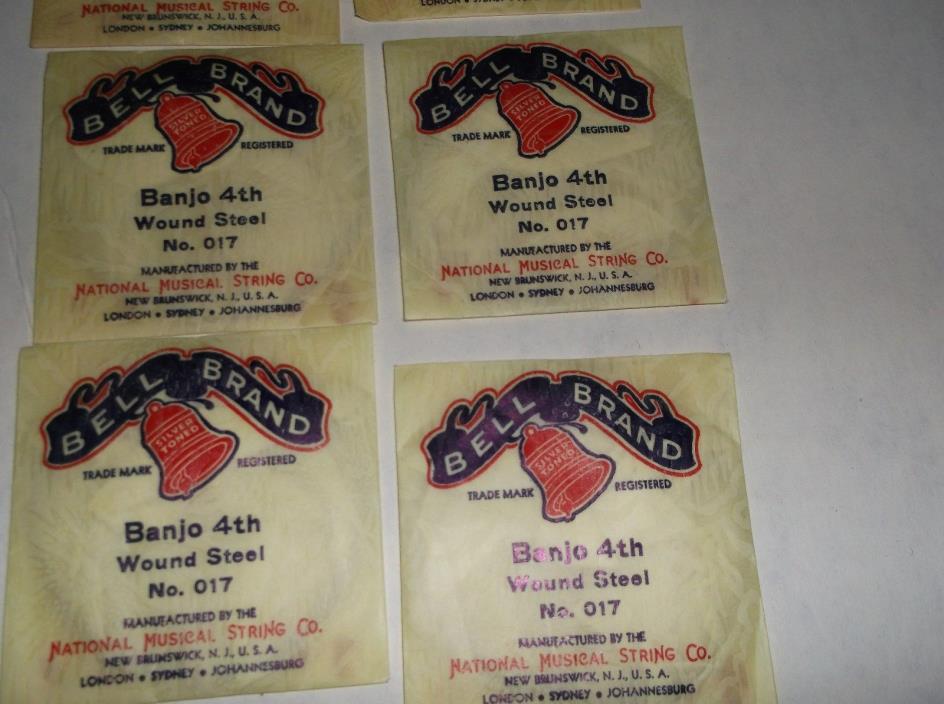 NATIONAL MUSICAL STRING CO.
NEW BRUNSWICK, N. J., U. S. A.
LONDON • SYDNEY • JOHANNESBURG
BELL BRAND
SILVER TONED
TRADE MARK REGISTERED
Banjo 4th
Wound Steel
No. 017
MANUFACTURED BY THE
NATIONAL MUSICAL STRING CO.
NEW BRUNSWICK, N. J., U. S. A.
LONDON • SYDNEY • JOHANNESBURG
BELL BRAND
SILVER TONED
TRADE MARK REGISTERED
Banjo 4th
Wound Steel
No. 017
MANUFACTURED BY THE
NATIONAL MUSICAL STRING CO.
NEW BRUNSWICK, N. J., U. S. A.
LONDON • SYDNEY • JOHANNESBURG
BELL BRAND
SILVER TONED
TRADE MARK REGISTERED
Banjo 4th
Wound Steel
No. 017
MANUFACTURED BY THE
NATIONAL MUSICAL STRING CO.
NEW BRUNSWICK, N. J., U. S. A.
LONDON • SYDNEY • JOHANNESBURG
BELL BRAND
SILVER TONED
TRADE MARK REGISTERED
Banjo 4th
Wound Steel
No. 017
MANUFACTURED BY THE
NATIONAL MUSICAL STRING CO.
NEW BRUNSWICK, N. J., U. S. A.
LONDON • SYDNEY • JOHANNESBURG